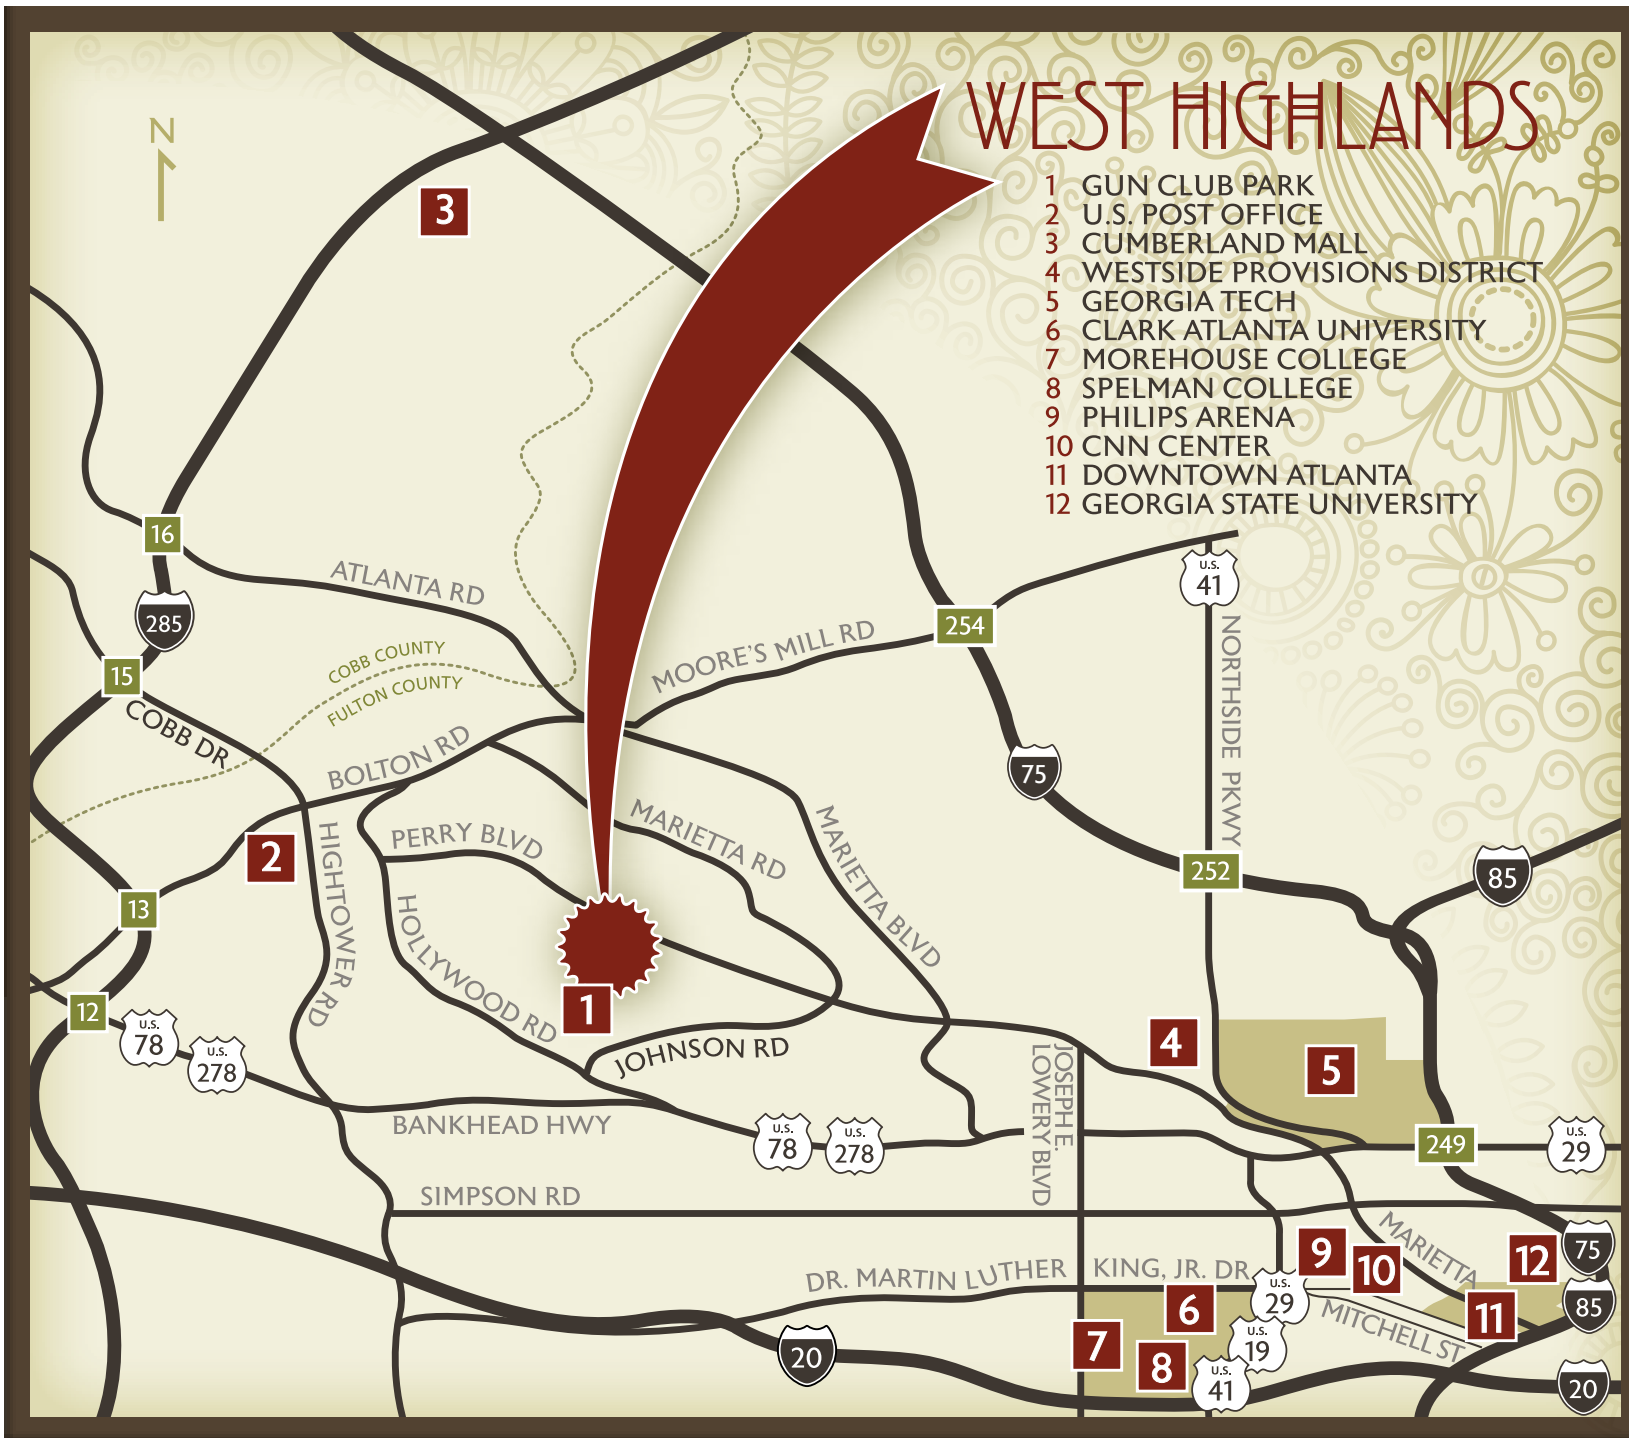 WEST HIGHLANDS
1 GUN CLUB PARK
2 U.S. POST OFFICE
3 CUMBERLAND MALL
4 WESTSIDE PROVISIONS DISTRICT
5 GEORGIA TECH
6 CLARK ATLANTA UNIVERSITY
7 MOREHOUSE COLLEGE
8 SPELMAN COLLEGE
9 PHILIPS ARENA
10 CNN CENTER
11 DOWNTOWN ATLANTA
12 GEORGIA STATE UNIVERSITY
N
3
16
285
ATLANTA RD
15
COBB DR
COBB COUNTY
FULTON COUNTY
MOORE'S MILL RD
254
U.S.
41
NORTHSIDE PKWY
BOLTON RD
75
2
HIGHTOWER RD
PERRY BLVD
MARIETTA RD
MARIETTA BLVD
252
85
13
HOLLYWOOD RD
12
U.S.
78
U.S.
278
1
JOHNSON RD
4
5
JOSEPH E.
LOWERY BLVD
BANKHEAD HWY
U.S.
78
U.S.
278
249
U.S.
29
SIMPSON RD
MARIETTA
9
10
12
75
DR. MARTIN LUTHER KING, JR. DR
U.S.
29
85
6
11
MITCHELL ST
7
8
U.S.
19
20
U.S.
41
20